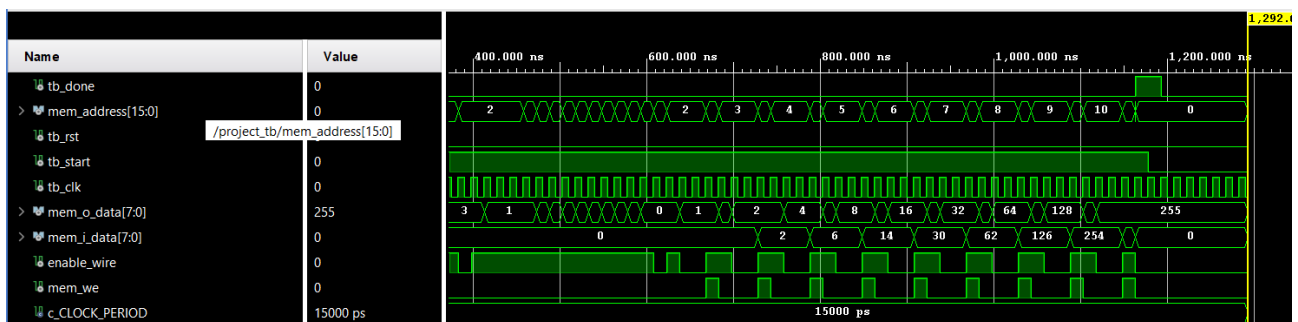 1,292.
Name Value 400.000 ns 600.000 ns 800.000 ns 1,000.000 ns 1,200.000 ns
tb_done 0
mem_address[15:0] 0 2 2 3 4 5 6 7 8 9 10 0
tb_rst /project_tb/mem_address[15:0]
tb_start 0
tb_clk 0
mem_o_data[7:0] 255 3 1 0 1 2 4 8 16 32 64 128 255
mem_i_data[7:0] 0 0 2 6 14 30 62 126 254 0
enable_wire 0
mem_we 0
c_CLOCK_PERIOD 15000 ps 15000 ps